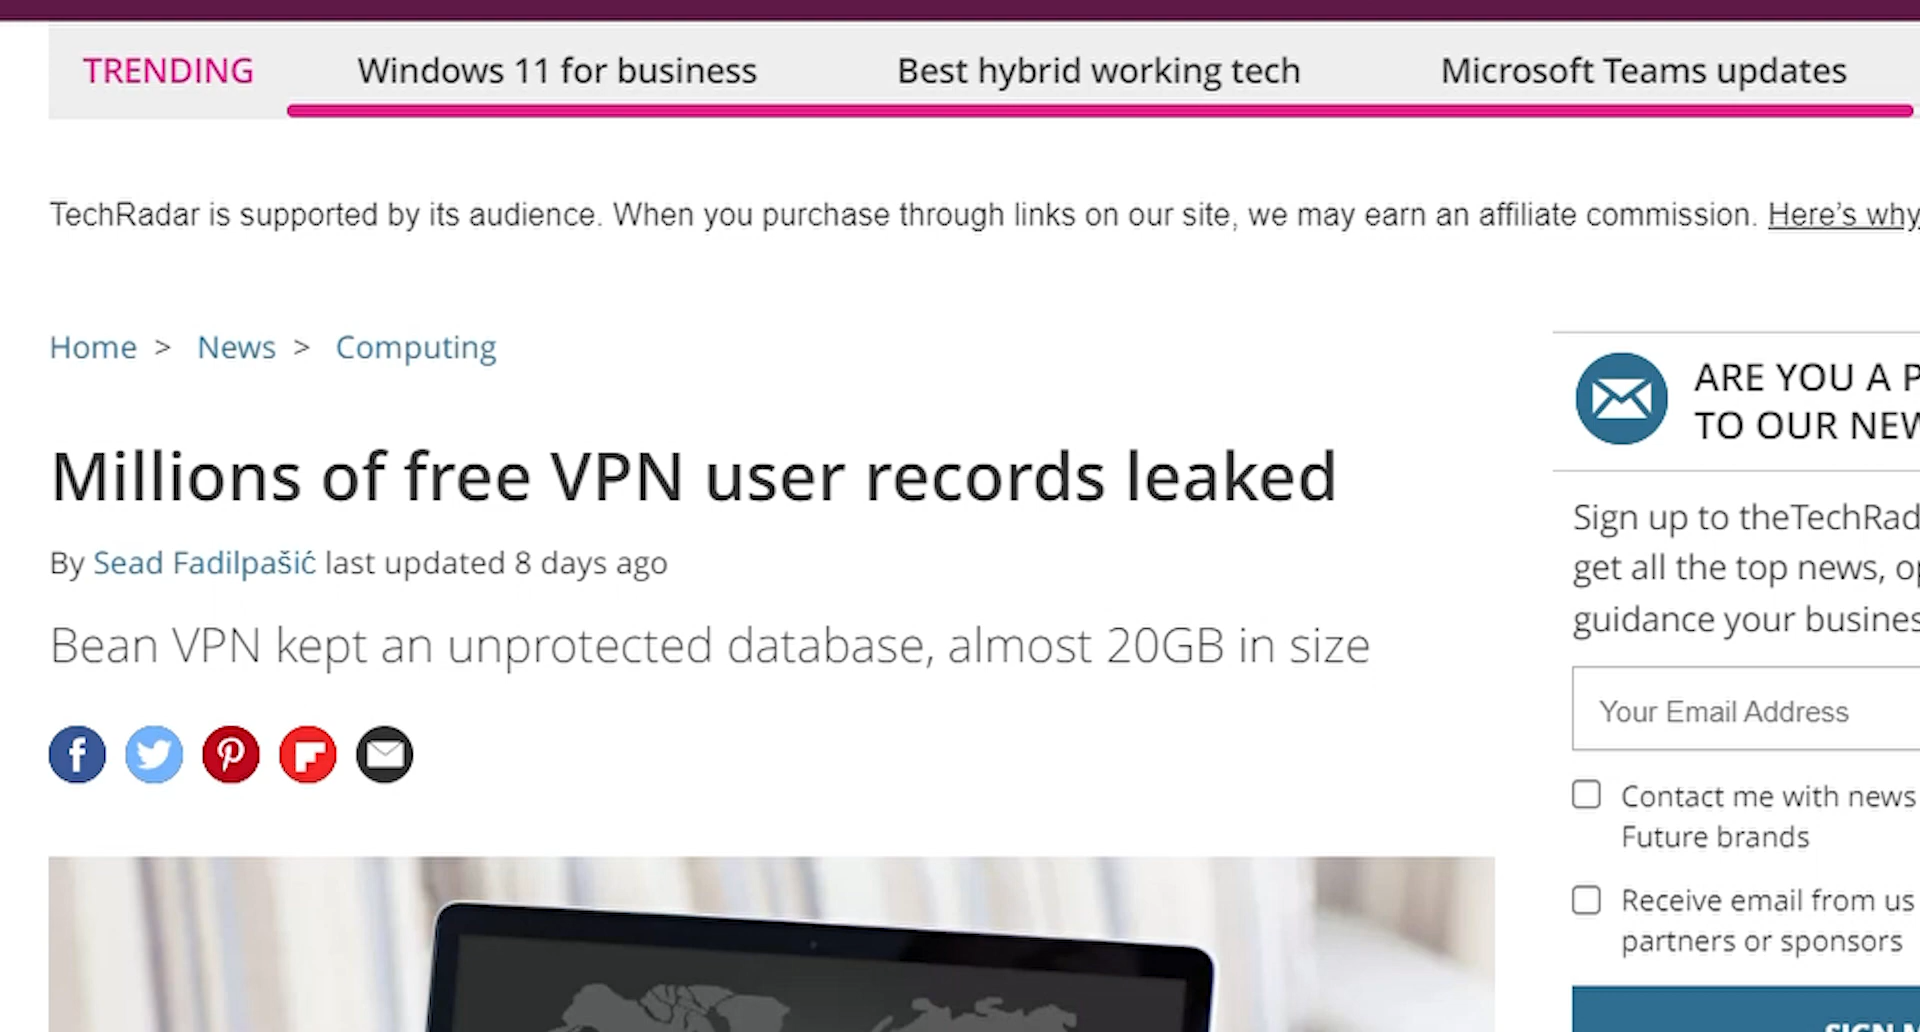 TRENDING Windows 11 for business Best hybrid working tech Microsoft Teams updates
TechRadar is supported by its audience. When you purchase through links on our site, we may earn an affiliate commission. Here's why
Home > News > Computing
Millions of free VPN user records leaked
By Sead Fadilpašić last updated 8 days ago
Bean VPN kept an unprotected database, almost 20GB in size
ARE YOU A
TO OUR
Sign up to the
get all the top news,
guidance your
Your Email Address
Contact me with news
Future brands
Receive email from us
partners or sponsors